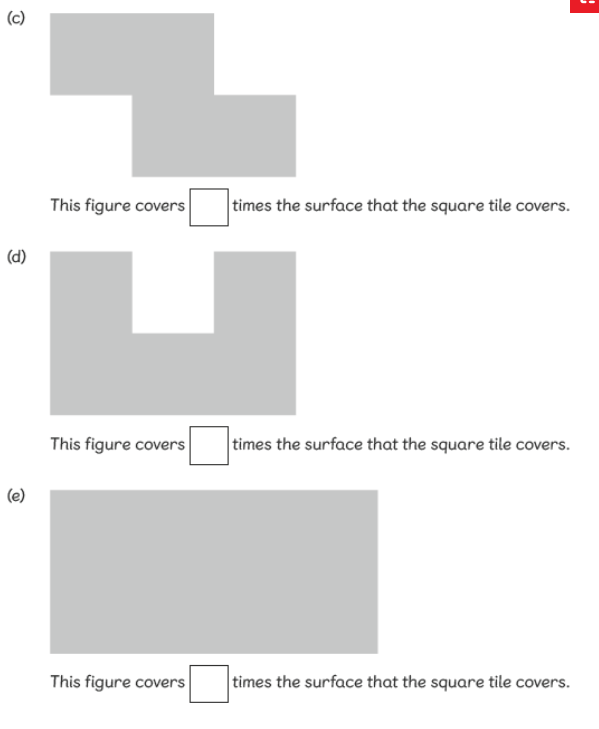 (c)
This figure covers times the surface that the square tile covers.
(d)
This figure covers times the surface that the square tile covers.
(e)
This figure covers times the surface that the square tile covers.